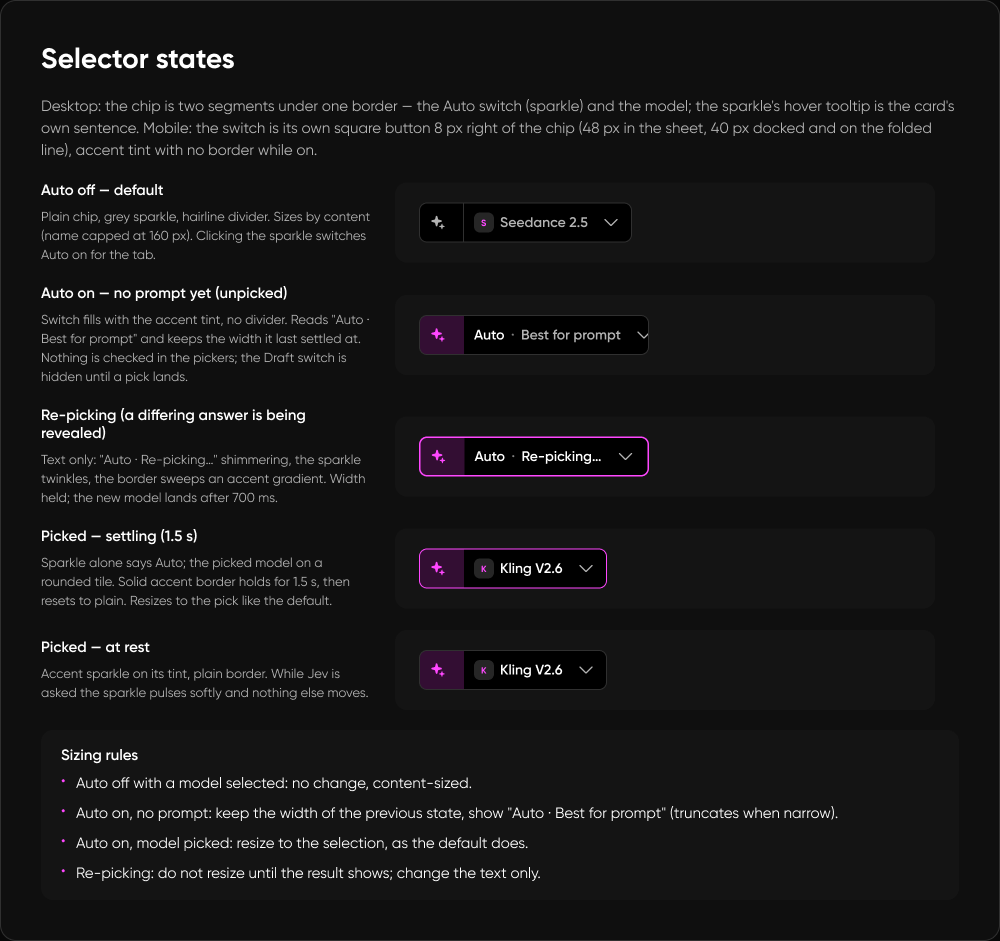 Selector states
Desktop: the chip is two segments under one border — the Auto switch (sparkle) and the model; the sparkle's hover tooltip is the card's
own sentence. Mobile: the switch is its own square button 8 px right of the chip (48 px in the sheet, 40 px docked and on the folded
line), accent tint with no border while on.
Auto off — default
Plain chip, grey sparkle, hairline divider. Sizes by content
(name capped at 160 px). Clicking the sparkle switches
Auto on for the tab.
S Seedance 2.5
Auto on — no prompt yet (unpicked)
Switch fills with the accent tint, no divider. Reads "Auto ·
Best for prompt" and keeps the width it last settled at.
Nothing is checked in the pickers; the Draft switch is
hidden until a pick lands.
Auto · Best for prompt
Re-picking (a differing answer is being
revealed)
Text only: "Auto · Re-picking…" shimmering, the sparkle
twinkles, the border sweeps an accent gradient. Width
held; the new model lands after 700 ms.
Auto · Re-picking…
Picked — settling (1.5 s)
Sparkle alone says Auto; the picked model on a
rounded tile. Solid accent border holds for 1.5 s, then
resets to plain. Resizes to the pick like the default.
K Kling V2.6
Picked — at rest
Accent sparkle on its tint, plain border. While Jev is
asked the sparkle pulses softly and nothing else moves.
K Kling V2.6
Sizing rules
• Auto off with a model selected: no change, content-sized.
• Auto on, no prompt: keep the width of the previous state, show "Auto · Best for prompt" (truncates when narrow).
• Auto on, model picked: resize to the selection, as the default does.
• Re-picking: do not resize until the result shows; change the text only.